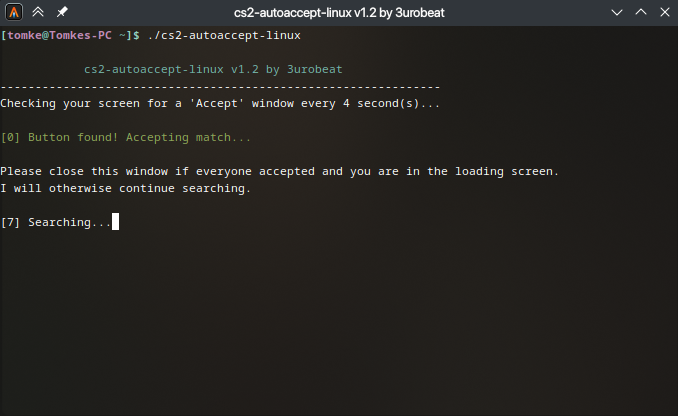 cs2-autoaccept-linux v1.2 by 3urobeat
[tomke@Tomkes-PC ~]$ ./cs2-autoaccept-linux
cs2-autoaccept-linux v1.2 by 3urobeat
---------------------------------------------------------------
Checking your screen for a 'Accept' window every 4 second(s)...
[0] Button found! Accepting match...
Please close this window if everyone accepted and you are in the loading screen.
I will otherwise continue searching.
[7] Searching...